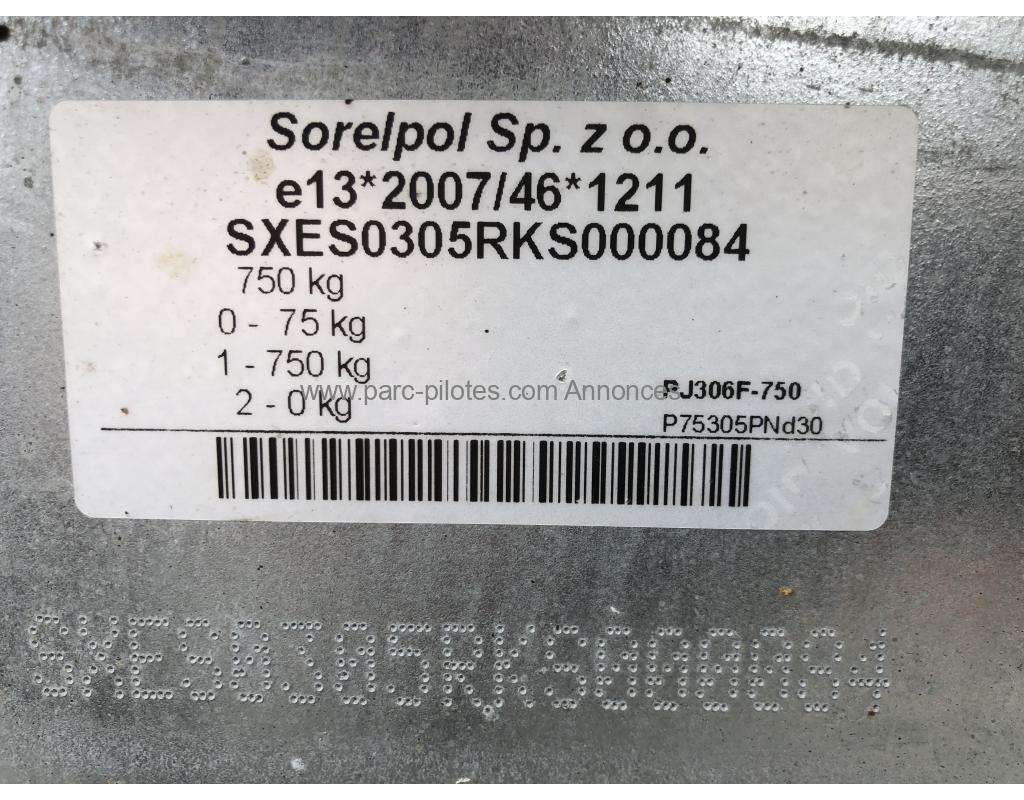 Sorelpol Sp. z o.o.
e13*2007/46*1211
SXES0305RKS000084
750 kg
0 - 75 kg
1 - 750 kg
2 - 0 kg
www.parc-pilotes.com Annonces
RJ306F-750
P75305PNd30
SXES0305RKS000084